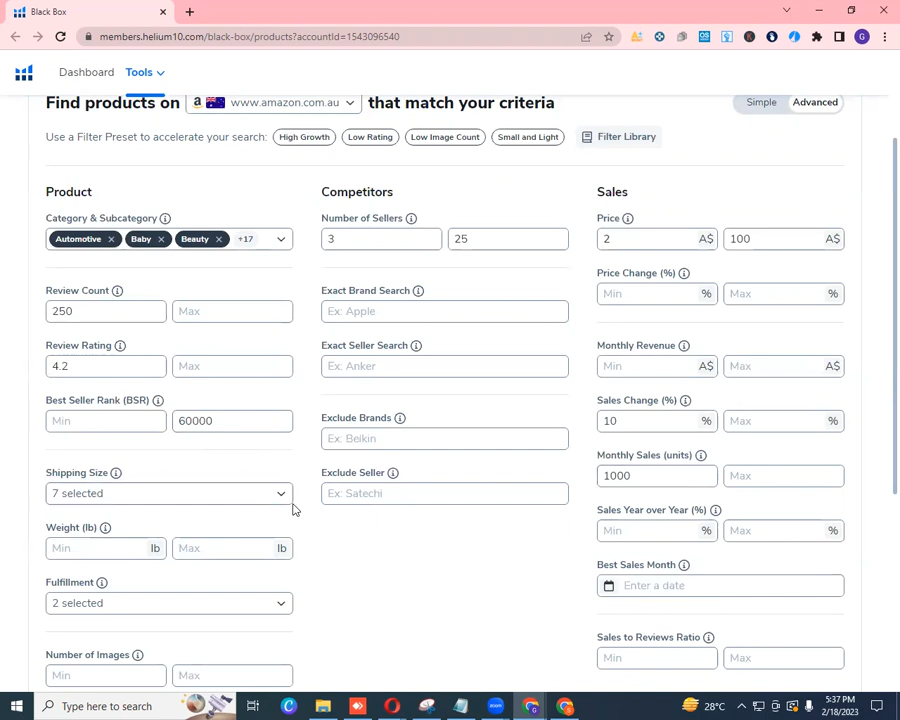 Black Box
members.helium10.com/black-box/products?accountId=1543096540
Dashboard Tools
Find products on www.amazon.com.au that match your criteria
Simple Advanced
Use a Filter Preset to accelerate your search: High Growth Low Rating Low Image Count Small and Light Filter Library
Product
Category & Subcategory
Automotive Baby Beauty +17
Review Count
250 Max
Review Rating
4.2 Max
Best Seller Rank (BSR)
Min 60000
Shipping Size
7 selected
Weight (lb)
Min lb Max lb
Fulfillment
2 selected
Number of Images
Min Max
Competitors
Number of Sellers
3 25
Exact Brand Search
Ex: Apple
Exact Seller Search
Ex: Anker
Exclude Brands
Ex: Belkin
Exclude Seller
Ex: Satechi
Sales
Price
2 A$ 100 A$
Price Change (%)
Min % Max %
Monthly Revenue
Min A$ Max A$
Sales Change (%)
10 % Max %
Monthly Sales (units)
1000 Max
Sales Year over Year (%)
Min % Max %
Best Sales Month
Enter a date
Sales to Reviews Ratio
Min Max
Type here to search
zoom
28°C
5:37 PM
2/18/2023